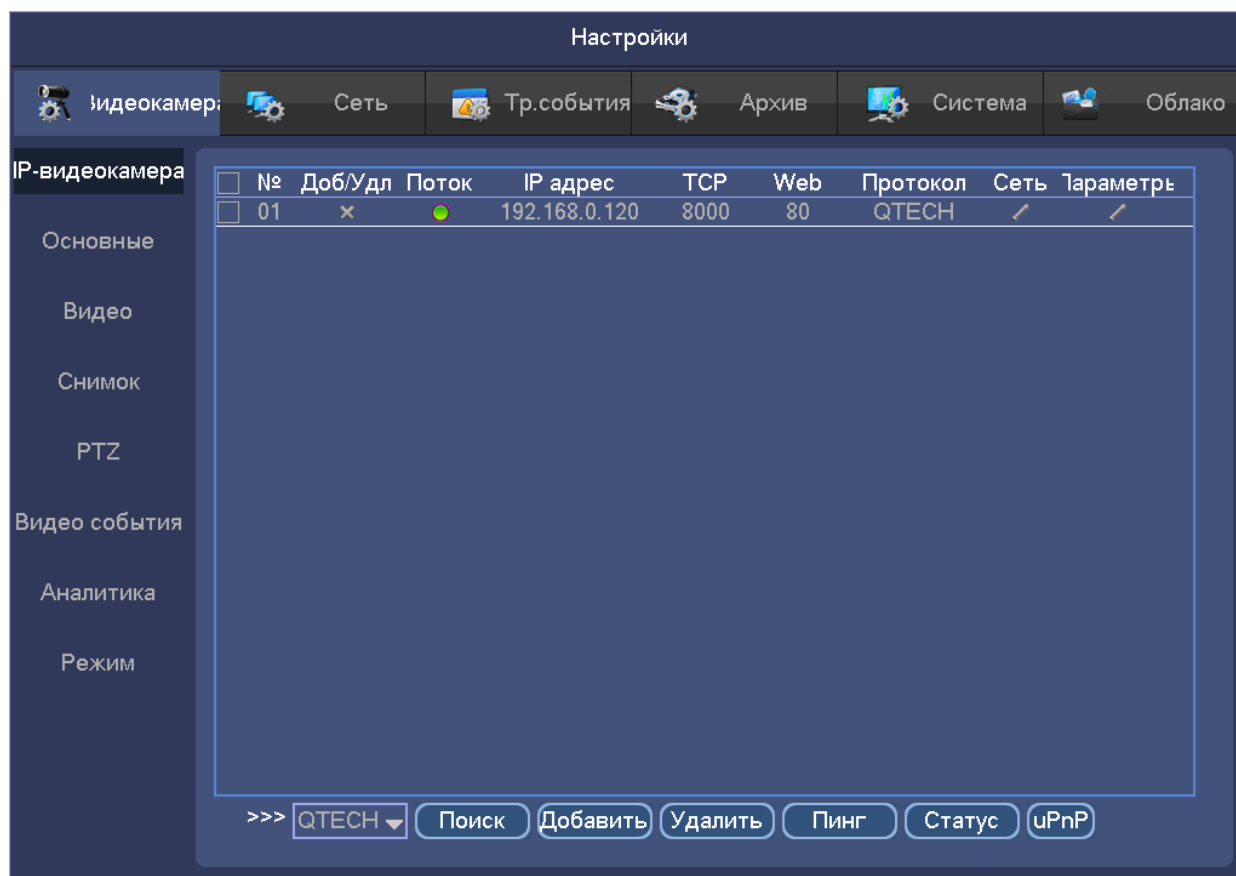 Настройки
Видеокамера Сеть Тр.события Архив Система Облако
IP-видеокамера
№ Доб/Удл Поток IP адрес TCP Web Протокол Сеть Параметры
01 192.168.0.120 8000 80 QTECH
Основные
Видео
Снимок
PTZ
Видео события
Аналитика
Режим
>>> QTECH Поиск Добавить Удалить Пинг Статус uPnP